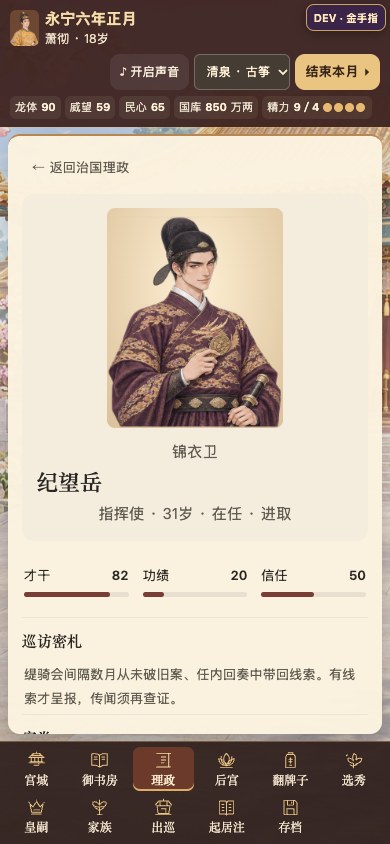 永宁六年正月
萧彻 · 18岁
DEV · 金手指
♪ 开启声音
清泉 · 古筝
结束本月 ›
龙体 90
威望 59
民心 65
国库 850 万两
精力 9 / 4
← 返回治国理政
锦衣卫
纪望岳
指挥使 · 31岁 · 在任 · 进取
才干 82
功绩 20
信任 50
巡访密札
缇骑会间隔数月从未破旧案、任内回奏中带回线索。有线
索才呈报，传闻须再查证。
宫城
御书房
理政
后宫
翻牌子
选秀
皇嗣
家族
出巡
起居注
存档